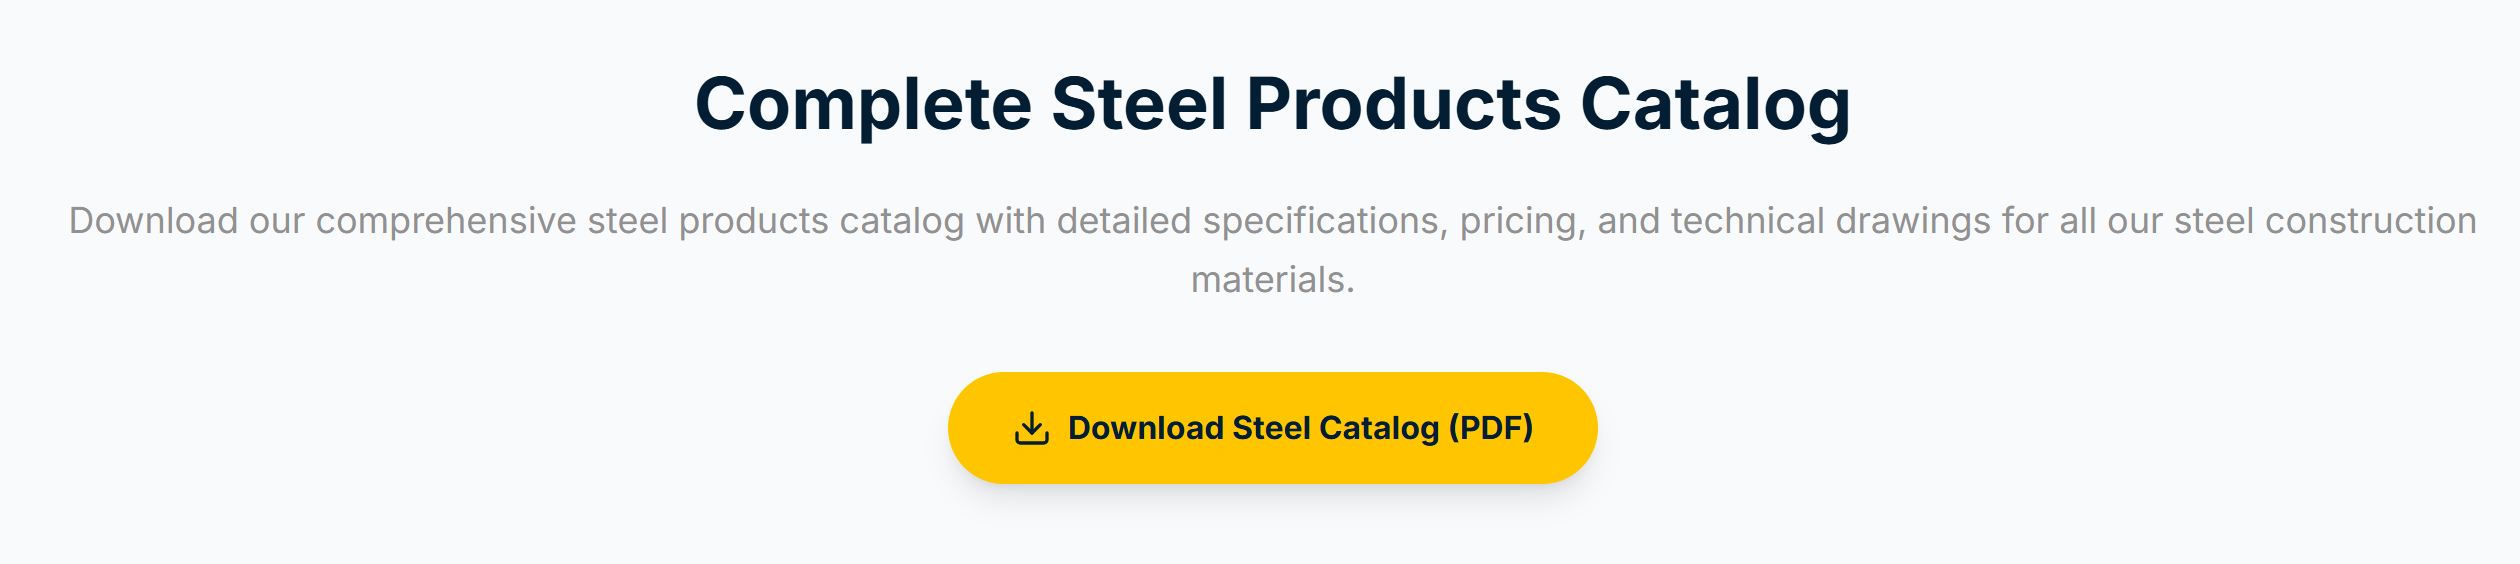 Complete Steel Products Catalog
Download our comprehensive steel products catalog with detailed specifications, pricing, and technical drawings for all our steel construction
materials.
Download Steel Catalog (PDF)